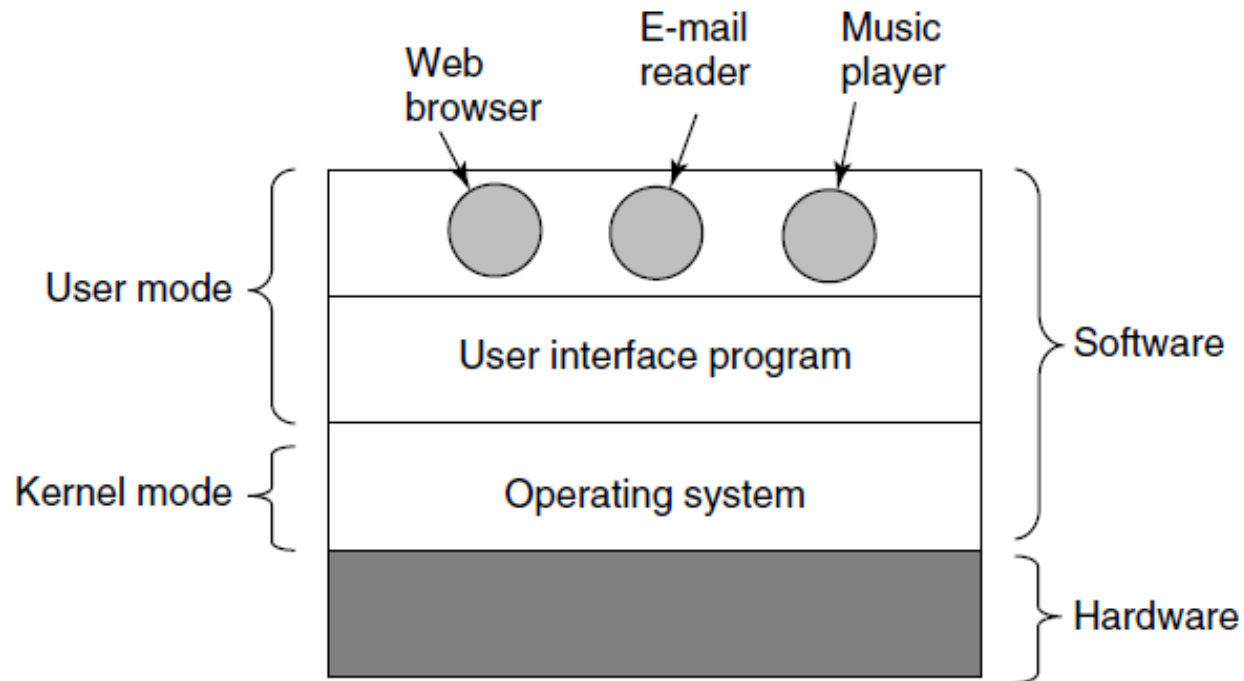 Web
browser
E-mail
reader
Music
player
User mode
User interface program
Software
Kernel mode
Operating system
Hardware